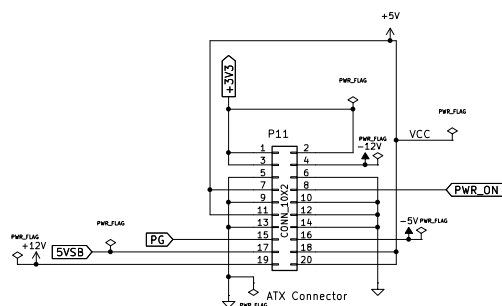 +5V
+3V3
PWR_FLAG
PWR_FLAG
P11
PWR_FLAG
-12V
VCC
1 2
3 4
5 6
7 8
9 10
11 12
13 14
15 16
17 18
19 20
CONN_10X2
PWR_ON
PG
-5V
PWR_FLAG
PWR_FLAG
+12V
5VSB
PWR_FLAG
ATX Connector
PWR_FLAG